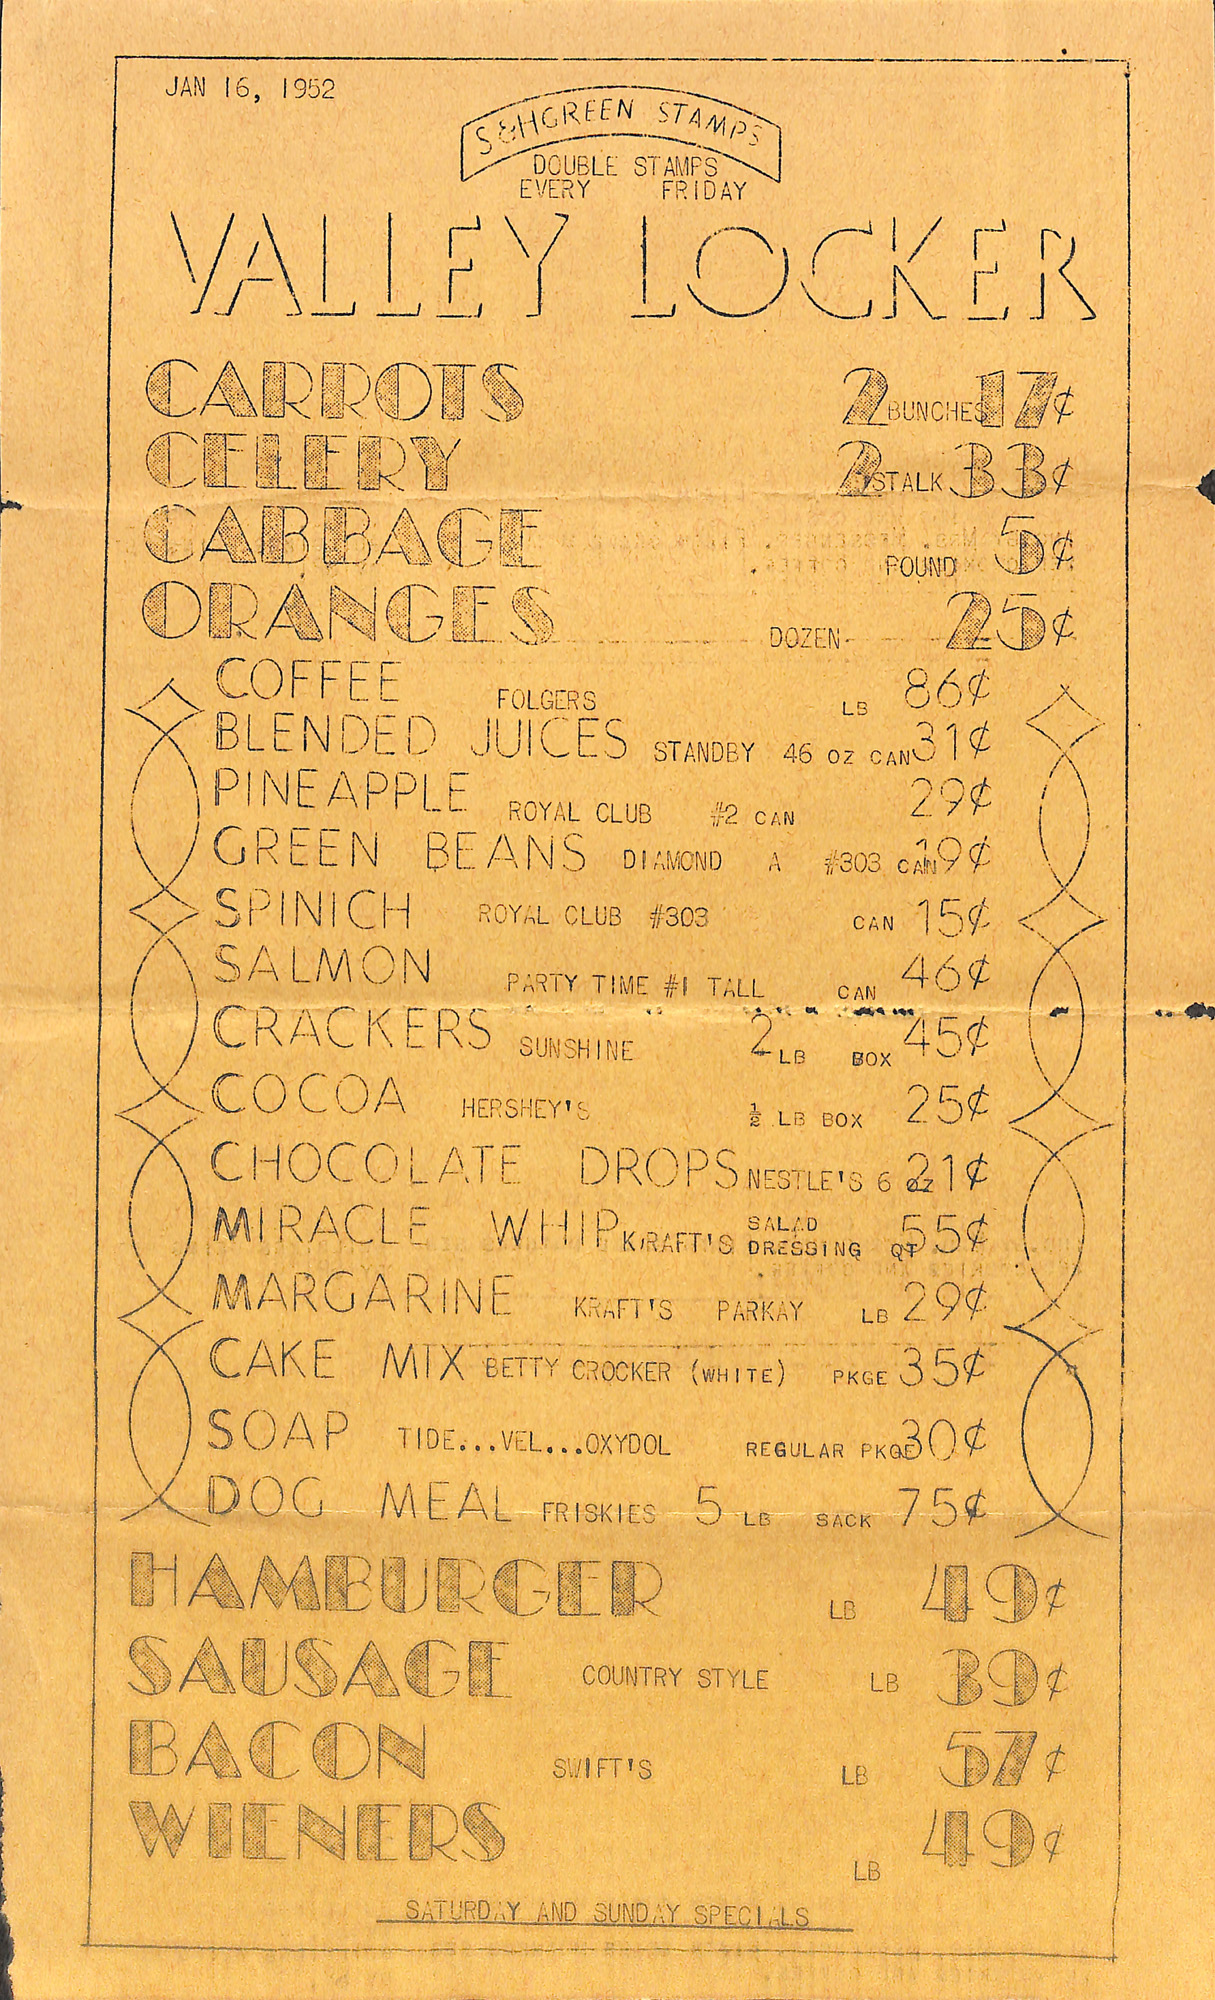 JAN 16, 1952
S&HGREEN STAMPS
DOUBLE STAMPS
EVERY FRIDAY
VALLEY LOCKER
CARROTS 2 BUNCHES 17¢
CELERY 2 STALK 33¢
CABBAGE POUND 5¢
ORANGES DOZEN 25¢
COFFEE FOLGERS LB 86¢
BLENDED JUICES STANDBY 46 OZ CAN 31¢
PINEAPPLE ROYAL CLUB #2 CAN 29¢
GREEN BEANS DIAMOND A #303 CAN 19¢
SPINICH ROYAL CLUB #303 CAN 15¢
SALMON PARTY TIME #1 TALL CAN 46¢
CRACKERS SUNSHINE 2 LB BOX 45¢
COCOA HERSHEY'S ½ LB BOX 25¢
CHOCOLATE DROPS NESTLE'S 6 OZ 21¢
MIRACLE WHIP KRAFT'S SALAD DRESSING QT 55¢
MARGARINE KRAFT'S PARKAY LB 29¢
CAKE MIX BETTY CROCKER (WHITE) PKGE 35¢
SOAP TIDE...VEL...OXYDOL REGULAR PKGE 30¢
DOG MEAL FRISKIES 5 LB SACK 75¢
HAMBURGER LB 49¢
SAUSAGE COUNTRY STYLE LB 39¢
BACON SWIFT'S LB 57¢
WIENERS LB 49¢
SATURDAY AND SUNDAY SPECIALS